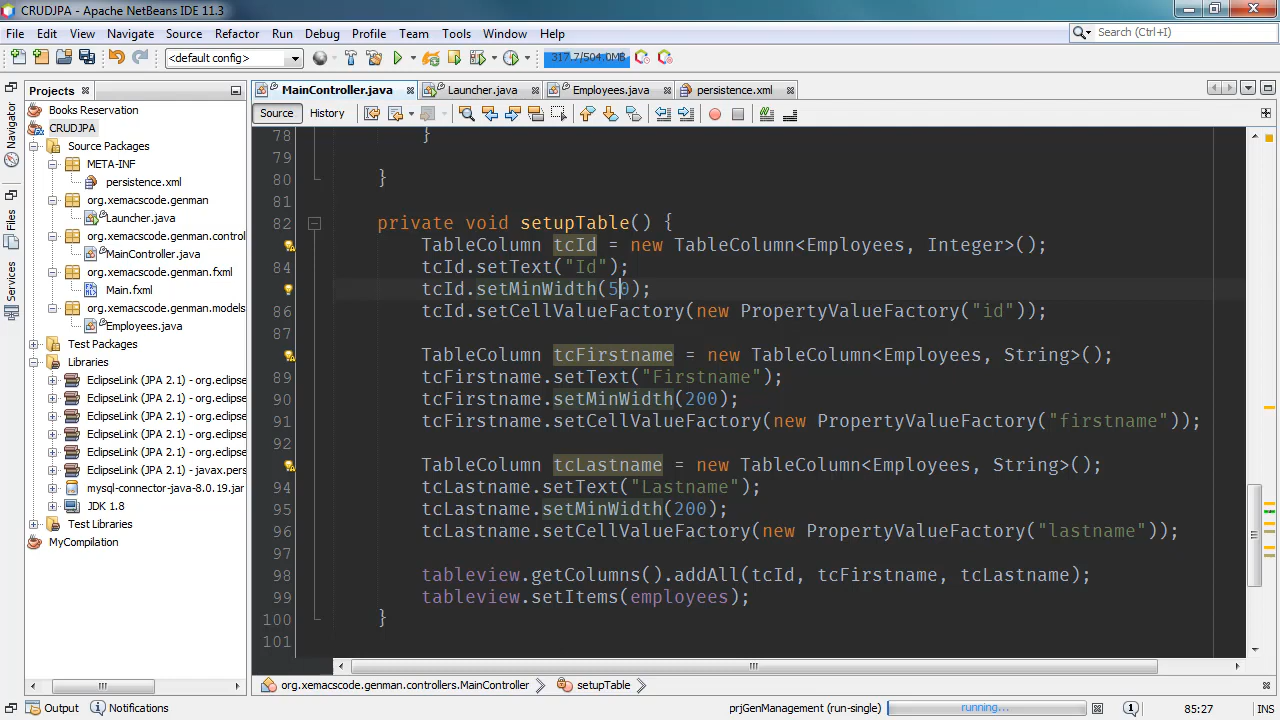 CRUDJPA - Apache NetBeans IDE 11.3
File Edit View Navigate Source Refactor Run Debug Profile Team Tools Window Help
Search (Ctrl+I)
<default config>
317.7/504.0MB
Projects
MainController.java
Launcher.java
Employees.java
persistence.xml
Source
History
Navigator
Files
Services
Books Reservation
CRUDJPA
Source Packages
META-INF
persistence.xml
org.xemacscode.genman
Launcher.java
org.xemacscode.genman.control
MainController.java
org.xemacscode.genman.fxml
Main.fxml
org.xemacscode.genman.models
Employees.java
Test Packages
Libraries
EclipseLink (JPA 2.1) - org.eclipse
EclipseLink (JPA 2.1) - org.eclipse
EclipseLink (JPA 2.1) - org.eclipse
EclipseLink (JPA 2.1) - org.eclipse
EclipseLink (JPA 2.1) - org.eclipse
EclipseLink (JPA 2.1) - javax.pers
mysql-connector-java-8.0.19.jar
JDK 1.8
Test Libraries
MyCompilation
78 }
79
80 }
81
82 private void setupTable() {
TableColumn tcId = new TableColumn<Employees, Integer>();
84 tcId.setText("Id");
tcId.setMinWidth(50);
86 tcId.setCellValueFactory(new PropertyValueFactory("id"));
87
TableColumn tcFirstname = new TableColumn<Employees, String>();
89 tcFirstname.setText("Firstname");
90 tcFirstname.setMinWidth(200);
91 tcFirstname.setCellValueFactory(new PropertyValueFactory("firstname"));
92
TableColumn tcLastname = new TableColumn<Employees, String>();
94 tcLastname.setText("Lastname");
95 tcLastname.setMinWidth(200);
96 tcLastname.setCellValueFactory(new PropertyValueFactory("lastname"));
97
98 tableview.getColumns().addAll(tcId, tcFirstname, tcLastname);
99 tableview.setItems(employees);
100 }
101
org.xemacscode.genman.controllers.MainController
setupTable
Output
Notifications
prjGenManagement (run-single)
running...
1
85:27
INS